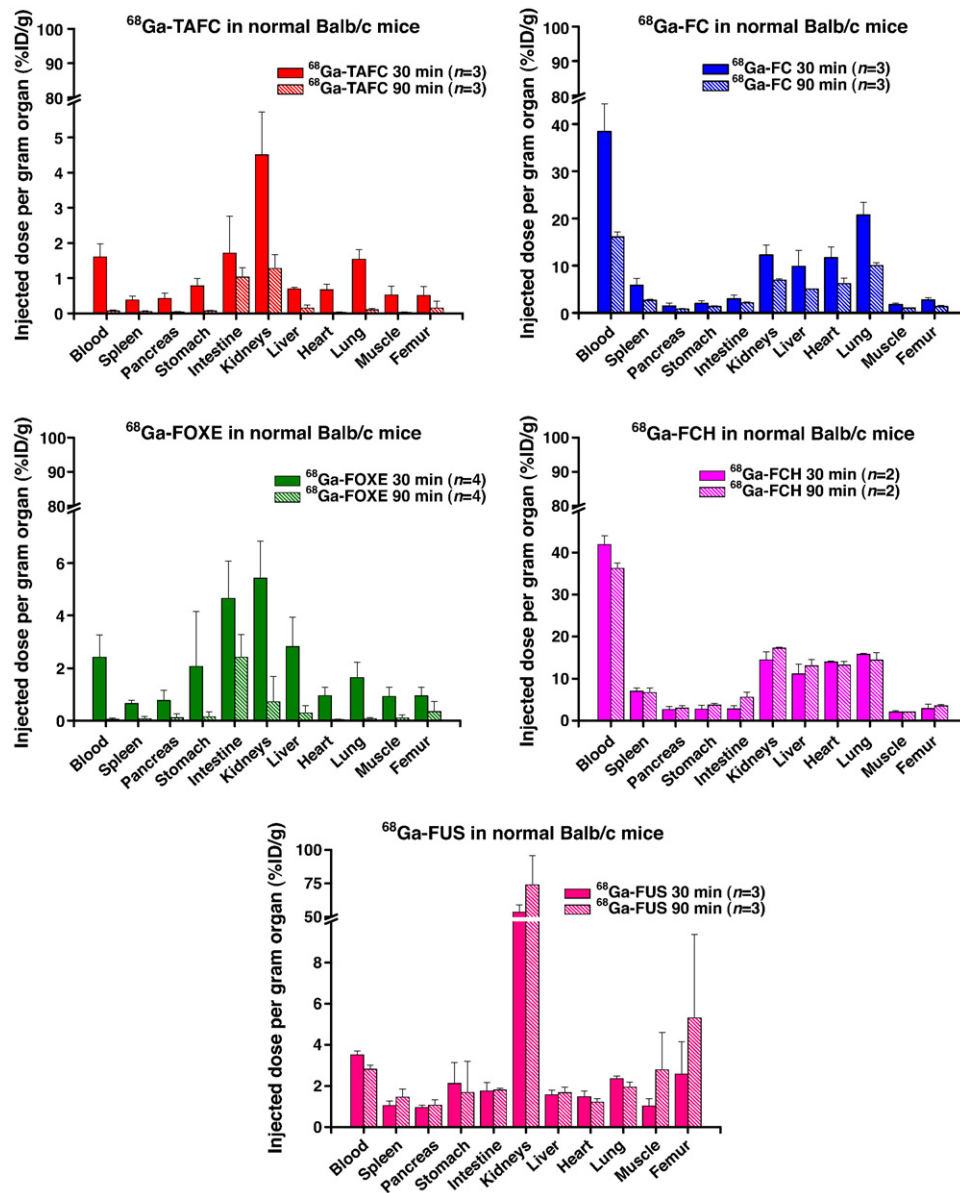 ⁶⁸Ga-TAFC in normal Balb/c mice
Injected dose per gram organ (%ID/g)
100
90
80
5
4
3
2
1
0
⁶⁸Ga-TAFC 30 min (n=3)
⁶⁸Ga-TAFC 90 min (n=3)
Blood
Spleen
Pancreas
Stomach
Intestine
Kidneys
Liver
Heart
Lung
Muscle
Femur
⁶⁸Ga-FC in normal Balb/c mice
Injected dose per gram organ (%ID/g)
100
90
80
40
30
20
10
0
⁶⁸Ga-FC 30 min (n=3)
⁶⁸Ga-FC 90 min (n=3)
Blood
Spleen
Pancreas
Stomach
Intestine
Kidneys
Liver
Heart
Lung
Muscle
Femur
⁶⁸Ga-FOXE in normal Balb/c mice
Injected dose per gram organ (%ID/g)
100
90
80
6
4
2
0
⁶⁸Ga-FOXE 30 min (n=4)
⁶⁸Ga-FOXE 90 min (n=4)
Blood
Spleen
Pancreas
Stomach
Intestine
Kidneys
Liver
Heart
Lung
Muscle
Femur
⁶⁸Ga-FCH in normal Balb/c mice
Injected dose per gram organ (%ID/g)
100
90
80
40
30
20
10
0
⁶⁸Ga-FCH 30 min (n=2)
⁶⁸Ga-FCH 90 min (n=2)
Blood
Spleen
Pancreas
Stomach
Intestine
Kidneys
Liver
Heart
Lung
Muscle
Femur
⁶⁸Ga-FUS in normal Balb/c mice
Injected dose per gram organ (%ID/g)
100
75
50
8
6
4
2
0
⁶⁸Ga-FUS 30 min (n=3)
⁶⁸Ga-FUS 90 min (n=3)
Blood
Spleen
Pancreas
Stomach
Intestine
Kidneys
Liver
Heart
Lung
Muscle
Femur